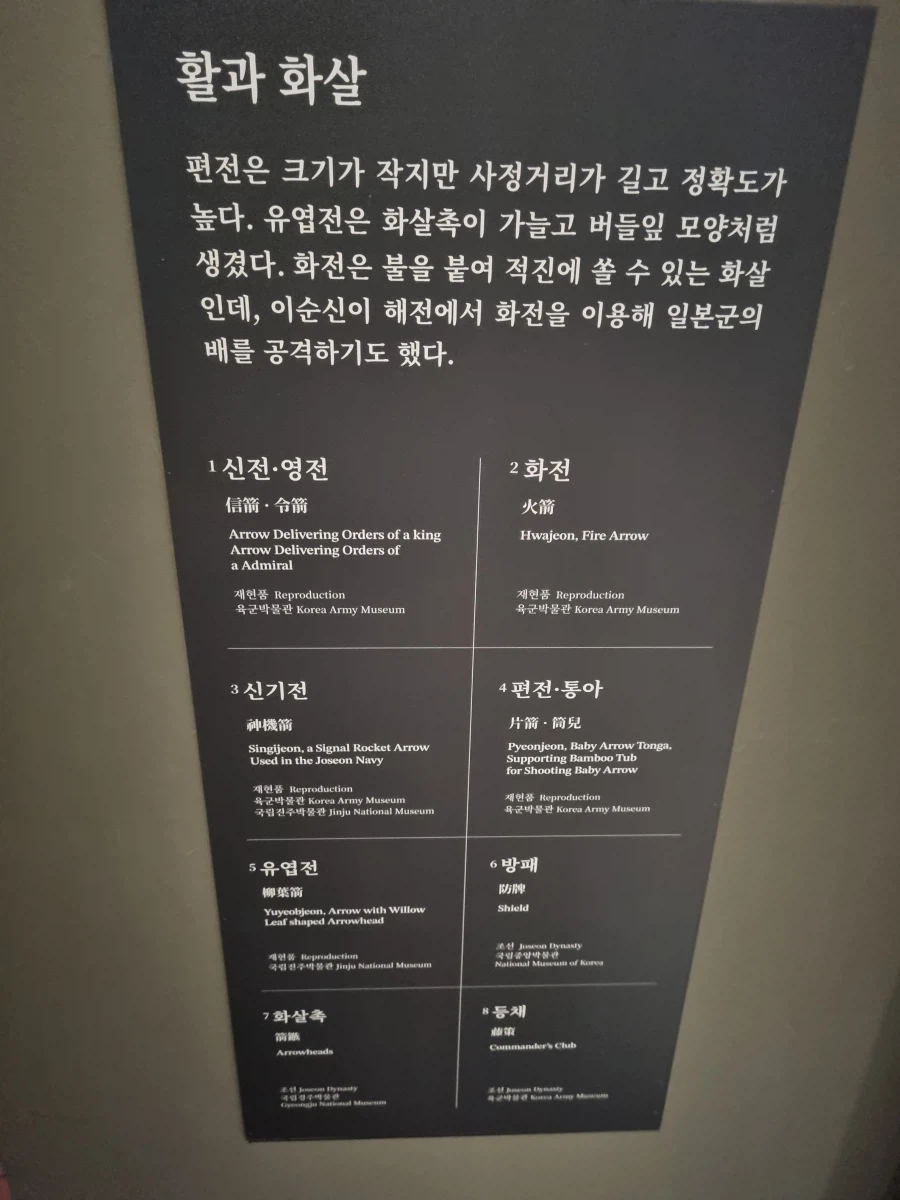 활과 화살
편전은 크기가 작지만 사정거리가 길고 정확도가
높다. 유엽전은 화살촉이 가늘고 버들잎 모양처럼
생겼다. 화전은 불을 붙여 적진에 쏠 수 있는 화살
인데, 이순신이 해전에서 화전을 이용해 일본군의
배를 공격하기도 했다.
1 신전·영전
信箭 · 令箭
Arrow Delivering Orders of a king
Arrow Delivering Orders of
a Admiral
재현품 Reproduction
육군박물관 Korea Army Museum
2 화전
火箭
Hwajeon, Fire Arrow
재현품 Reproduction
육군박물관 Korea Army Museum
3 신기전
神機箭
Singijeon, a Signal Rocket Arrow
Used in the Joseon Navy
재현품 Reproduction
육군박물관 Korea Army Museum
국립진주박물관 Jinju National Museum
4 편전·통아
片箭 · 筒兒
Pyeonjeon, Baby Arrow Tonga,
Supporting Bamboo Tub
for Shooting Baby Arrow
재현품 Reproduction
육군박물관 Korea Army Museum
5 유엽전
柳葉箭
Yuyeobjeon, Arrow with Willow
Leaf shaped Arrowhead
재현품 Reproduction
국립진주박물관 Jinju National Museum
6 방패
防牌
Shield
조선 Joseon Dynasty
국립중앙박물관
National Museum of Korea
7 화살촉
箭鏃
Arrowheads
조선 Joseon Dynasty
국립경주박물관
Gyeongju National Museum
8 등채
藤策
Commander's Club
조선 Joseon Dynasty
육군박물관 Korea Army Museum